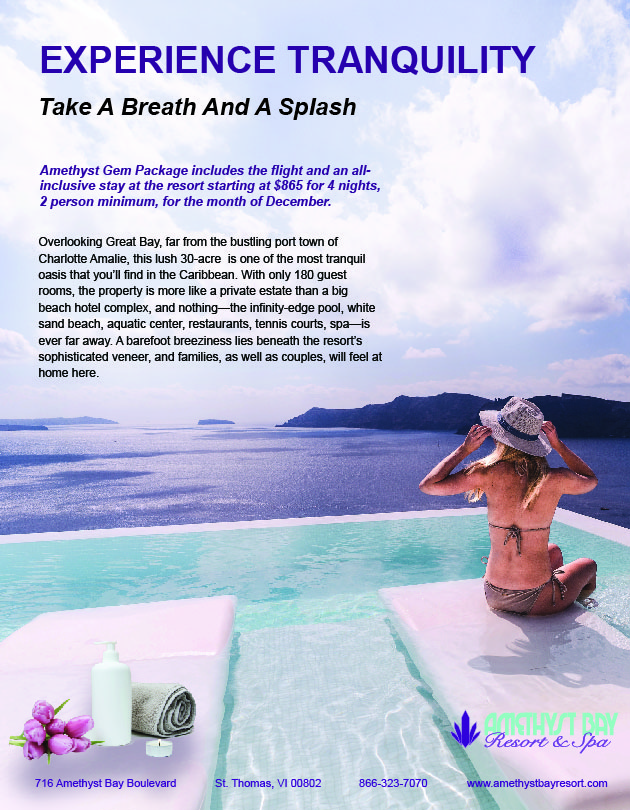 EXPERIENCE TRANQUILITY
Take A Breath And A Splash
Amethyst Gem Package includes the flight and an all-
inclusive stay at the resort starting at $865 for 4 nights,
2 person minimum, for the month of December.
Overlooking Great Bay, far from the bustling port town of
Charlotte Amalie, this lush 30-acre  is one of the most tranquil
oasis that you'll find in the Caribbean. With only 180 guest
rooms, the property is more like a private estate than a big
beach hotel complex, and nothing—the infinity-edge pool, white
sand beach, aquatic center, restaurants, tennis courts, spa—is
ever far away. A barefoot breeziness lies beneath the resort's
sophisticated veneer, and families, as well as couples, will feel at
home here.
AMETHYST BAY
Resort & Spa
716 Amethyst Bay Boulevard St. Thomas, VI 00802 866-323-7070 www.amethystbayresort.com